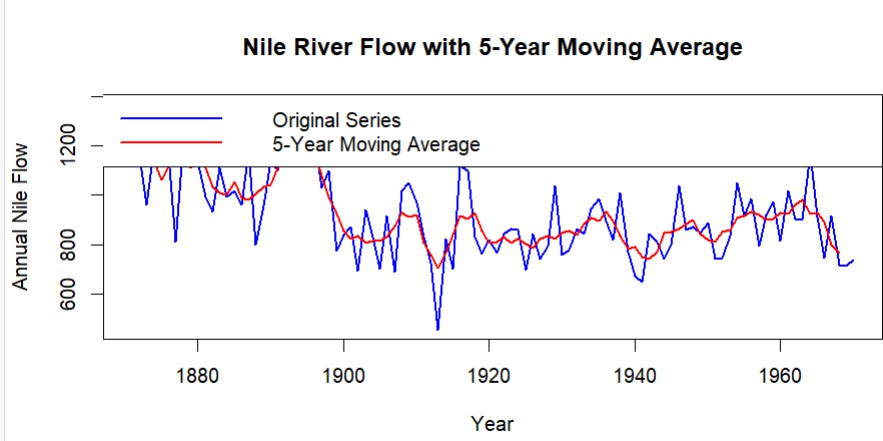 Nile River Flow with 5-Year Moving Average
Original Series
5-Year Moving Average
Annual Nile Flow
1200
800
600
1880 1900 1920 1940 1960
Year